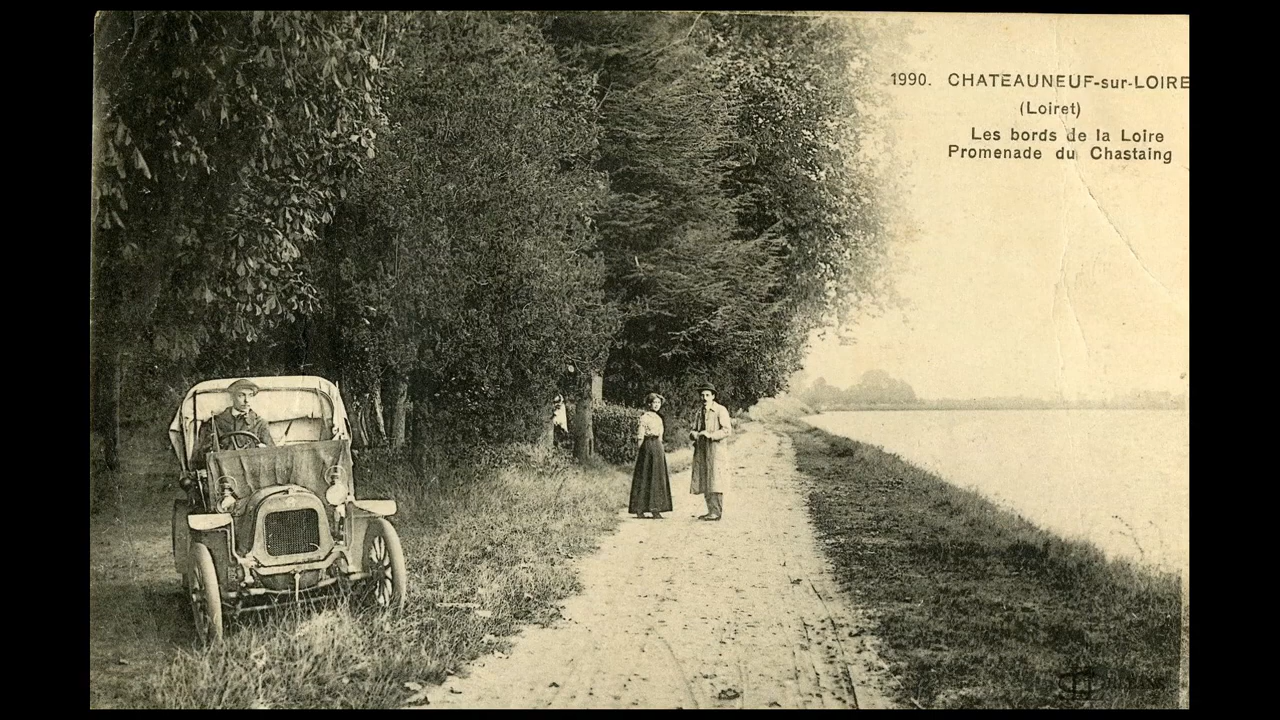 1990. CHATEAUNEUF-sur-LOIRE
(Loiret)
Les bords de la Loire
Promenade du Chastaing